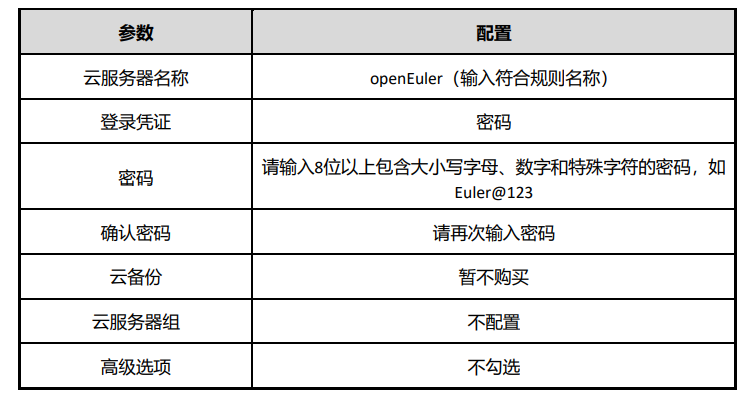 参数 配置
云服务器名称 openEuler（输入符合规则名称）
登录凭证 密码
密码 请输入8位以上包含大小写字母、数字和特殊字符的密码，如
Euler@123
确认密码 请再次输入密码
云备份 暂不购买
云服务器组 不配置
高级选项 不勾选